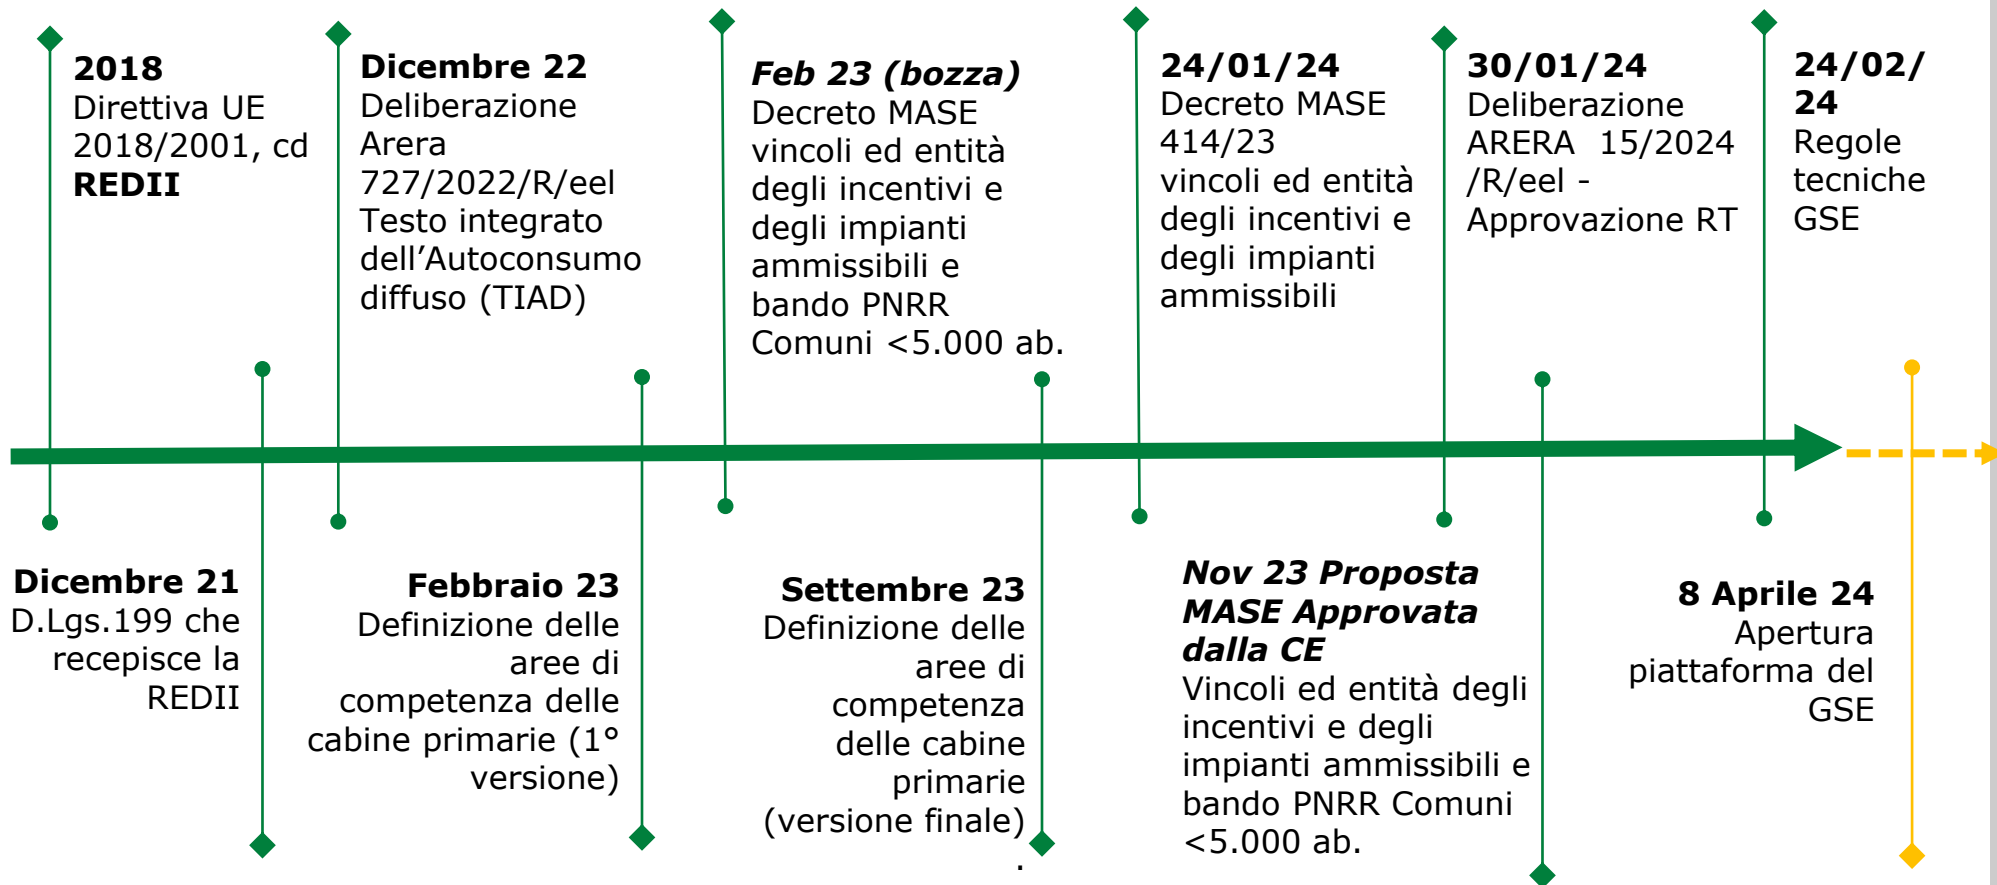 2018
Direttiva UE
2018/2001, cd
REDII
Dicembre 22
Deliberazione
Arera
727/2022/R/eel
Testo integrato
dell’Autoconsumo
diffuso (TIAD)
Feb 23 (bozza)
Decreto MASE
vincoli ed entità
degli incentivi e
degli impianti
ammissibili e
bando PNRR
Comuni <5.000 ab.
24/01/24
Decreto MASE
414/23
vincoli ed entità
degli incentivi e
degli impianti
ammissibili
30/01/24
Deliberazione
ARERA 15/2024
/R/eel -
Approvazione RT
24/02/
24
Regole
tecniche
GSE
Dicembre 21
D.Lgs.199 che
recepisce la
REDII
Febbraio 23
Definizione delle
aree di
competenza delle
cabine primarie (1°
versione)
Settembre 23
Definizione delle
aree di
competenza
delle cabine
primarie
(versione finale)
.
Nov 23 Proposta
MASE Approvata
dalla CE
Vincoli ed entità degli
incentivi e degli
impianti ammissibili e
bando PNRR Comuni
<5.000 ab.
8 Aprile 24
Apertura
piattaforma del
GSE